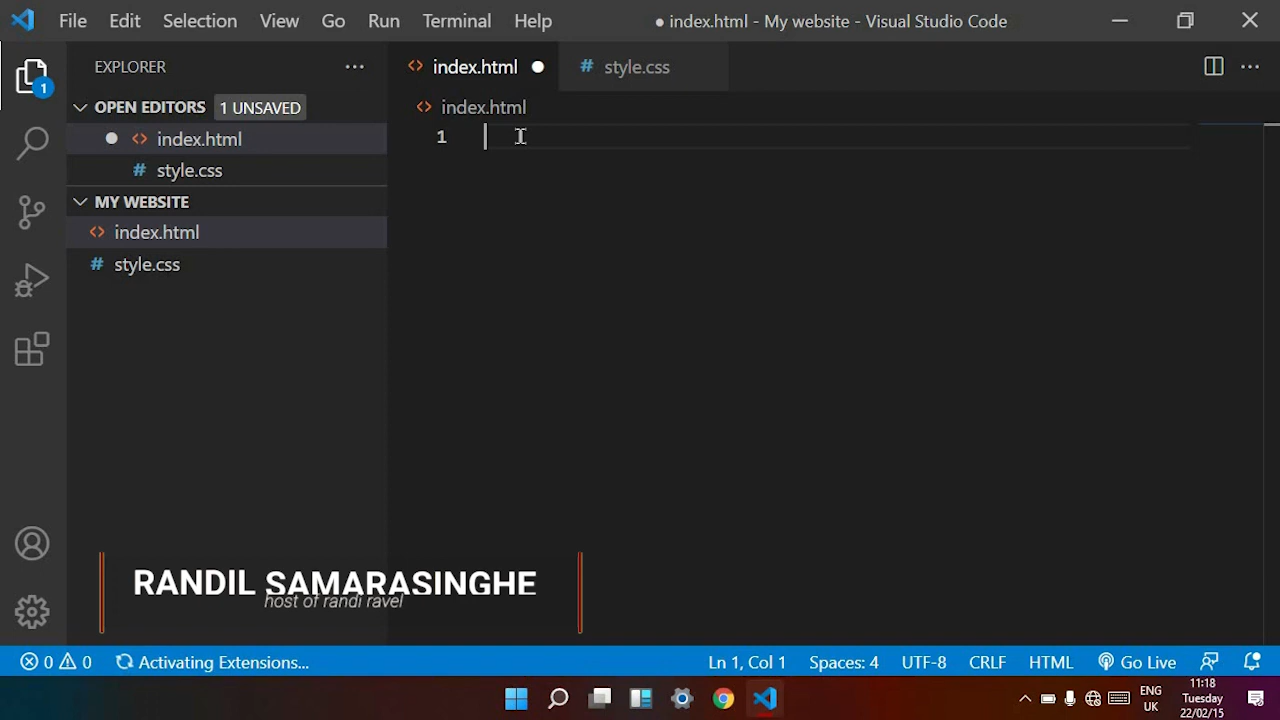 File Edit Selection View Go Run Terminal Help
● index.html - My website - Visual Studio Code
EXPLORER
index.html
style.css
OPEN EDITORS 1 UNSAVED
index.html
index.html
style.css
1
MY WEBSITE
index.html
style.css
1
RANDIL SAMARASINGHE
host of randi ravel
0 0 Activating Extensions...
Ln 1, Col 1 Spaces: 4 UTF-8 CRLF HTML Go Live
ENG
UK
11:18
Tuesday
22/02/15